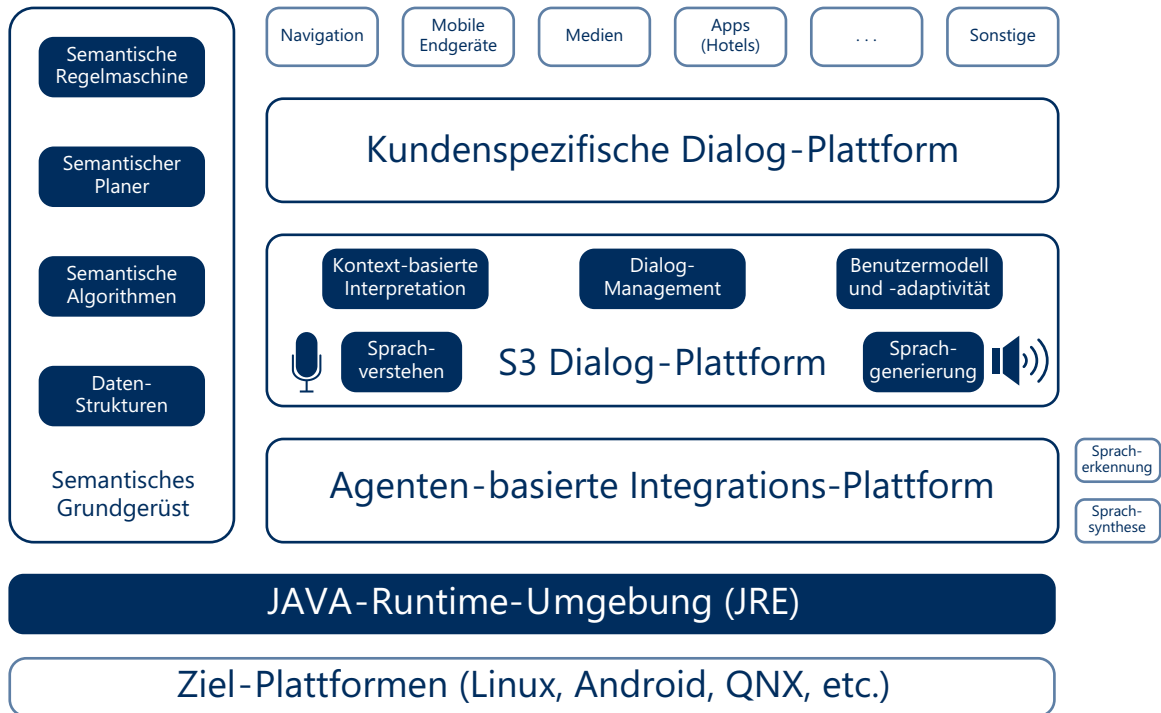 Semantische
Regelmaschine
Semantischer
Planer
Semantische
Algorithmen
Daten-
Strukturen
Semantisches
Grundgerüst
Navigation
Mobile
Endgeräte
Medien
Apps
(Hotels)
...
Sonstige
Kundenspezifische Dialog-Plattform
Kontext-basierte
Interpretation
Dialog-
Management
Benutzermodell
und -adaptivität
Sprach-
verstehen
S3 Dialog-Plattform
Sprach-
generierung
Agenten-basierte Integrations-Plattform
Sprach-
erkennung
Sprach-
synthese
JAVA-Runtime-Umgebung (JRE)
Ziel-Plattformen (Linux, Android, QNX, etc.)